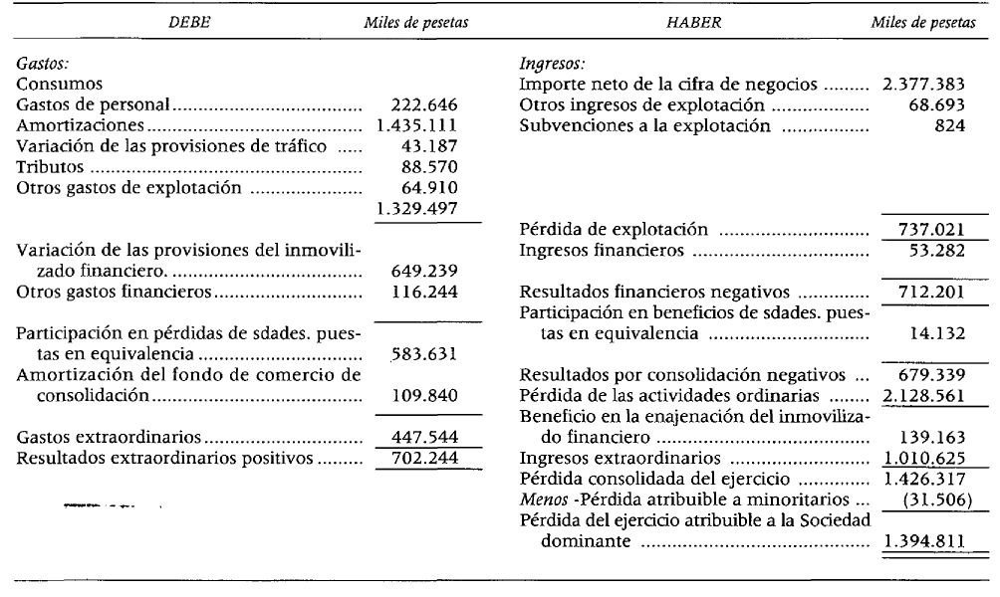 DEBE Miles de pesetas HABER Miles de pesetas
Gastos:
Consumos
Gastos de personal ................................. 222.646
Amortizaciones ...................................... 1.435.111
Variación de las provisiones de tráfico ..... 43.187
Tributos ................................................ 88.570
Otros gastos de explotación .................... 64.910
1.329.497
Variación de las provisiones del inmovili-
zado financiero. ................................. 649.239
Otros gastos financieros .......................... 116.244
Participación en pérdidas de sdades. pues-
tas en equivalencia ............................. 583.631
Amortización del fondo de comercio de
consolidación ..................................... 109.840
Gastos extraordinarios ............................ 447.544
Resultados extraordinarios positivos ......... 702.244
Ingresos:
Importe neto de la cifra de negocios ......... 2.377.383
Otros ingresos de explotación ................. 68.693
Subvenciones a la explotación ................ 824
Pérdida de explotación ............................ 737.021
Ingresos financieros ................................ 53.282
Resultados financieros negativos ............. 712.201
Participación en beneficios de sdades. pues-
tas en equivalencia ............................ 14.132
Resultados por consolidación negativos ... 679.339
Pérdida de las actividades ordinarias ........ 2.128.561
Beneficio en la enajenación del inmoviliza-
do financiero ..................................... 139.163
Ingresos extraordinarios ........................ 1.010.625
Pérdida consolidada del ejercicio ............. 1.426.317
Menos -Pérdida atribuible a minoritarios ... (31.506)
Pérdida del ejercicio atribuible a la Sociedad
dominante ......................................... 1.394.811